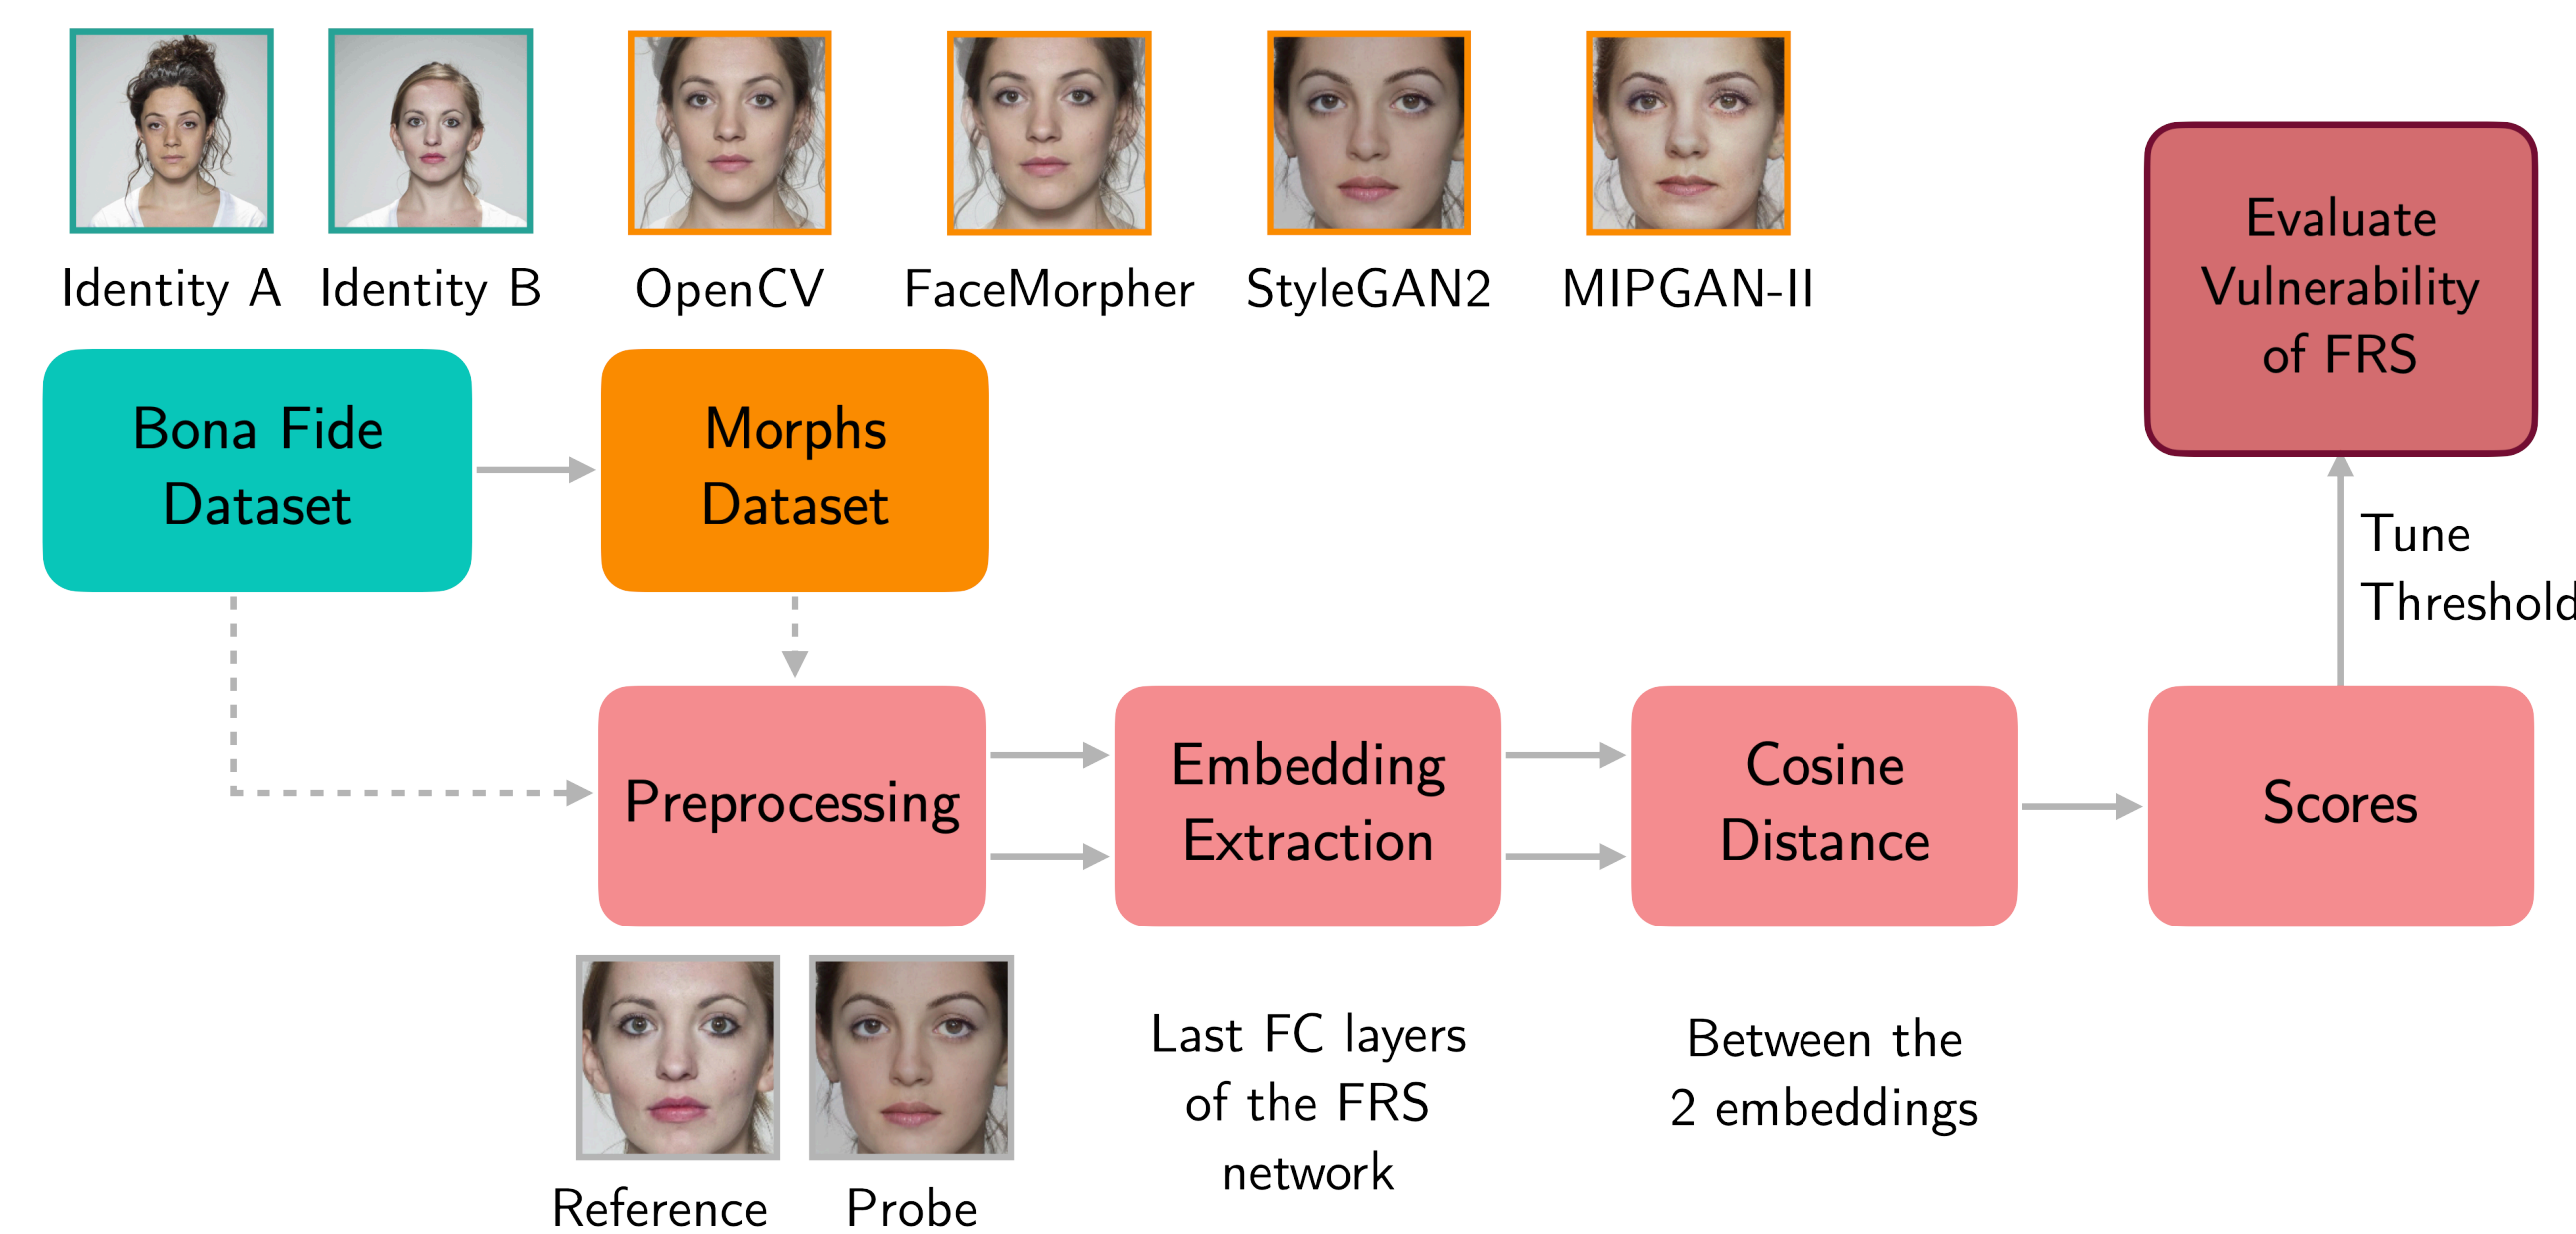 Identity A
Identity B
OpenCV
FaceMorpher
StyleGAN2
MIPGAN-II
Evaluate
Vulnerability
of FRS
Bona Fide
Dataset
Morphs
Dataset
Tune
Threshold
Preprocessing
Embedding
Extraction
Cosine
Distance
Scores
Reference
Probe
Last FC layers
of the FRS
network
Between the
2 embeddings